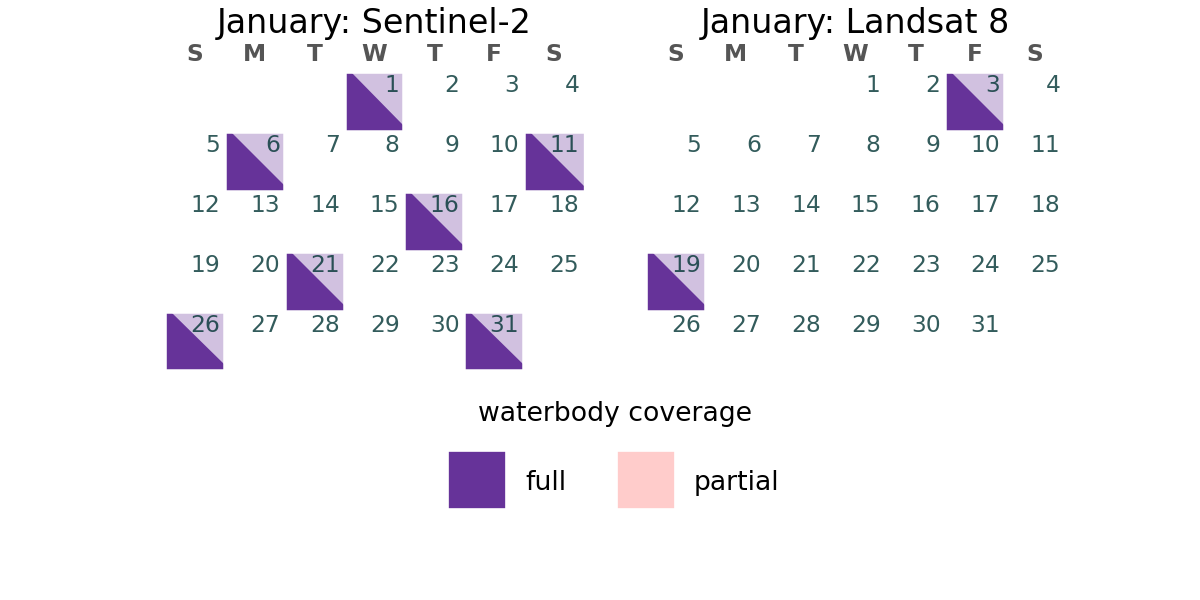 January: Sentinel-2
S M T W T F S
1 2 3 4
5 6 7 8 9 10 11
12 13 14 15 16 17 18
19 20 21 22 23 24 25
26 27 28 29 30 31
January: Landsat 8
S M T W T F S
1 2 3 4
5 6 7 8 9 10 11
12 13 14 15 16 17 18
19 20 21 22 23 24 25
26 27 28 29 30 31
waterbody coverage
full
partial